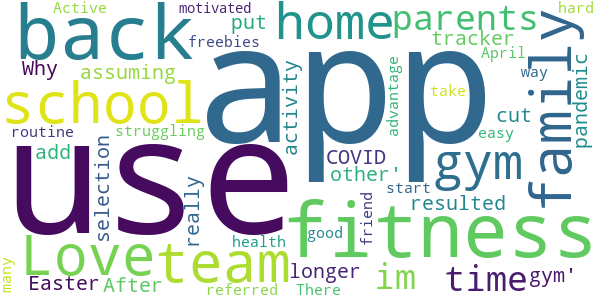 Active motivated hard
back home parents
freebies put tracker
Why assuming April
app family
school activity advantage take way pandemic
use
routine struggling COVID gym cut easy
add selection really other' start resulted
Love team fitness
health good friend
many im longer time gym'
Easter After referred There